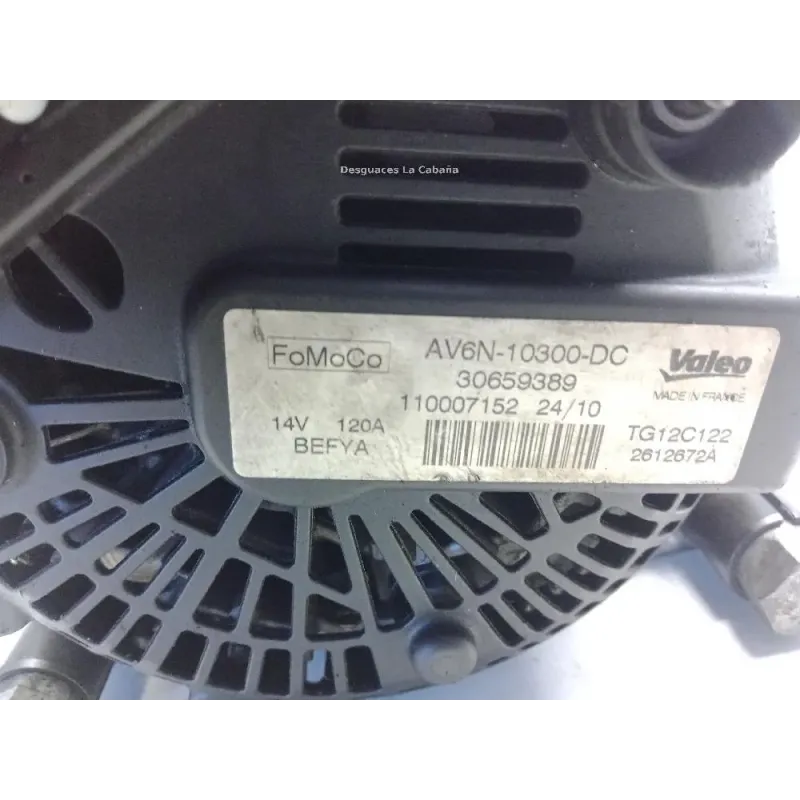 Desguaces La Cabaña
FoMoCo AV6N-10300-DC Valeo
30659389 MADE IN FRANCE
14V 120A 110007152 24/10
BEFYA TG12C122
2612672A